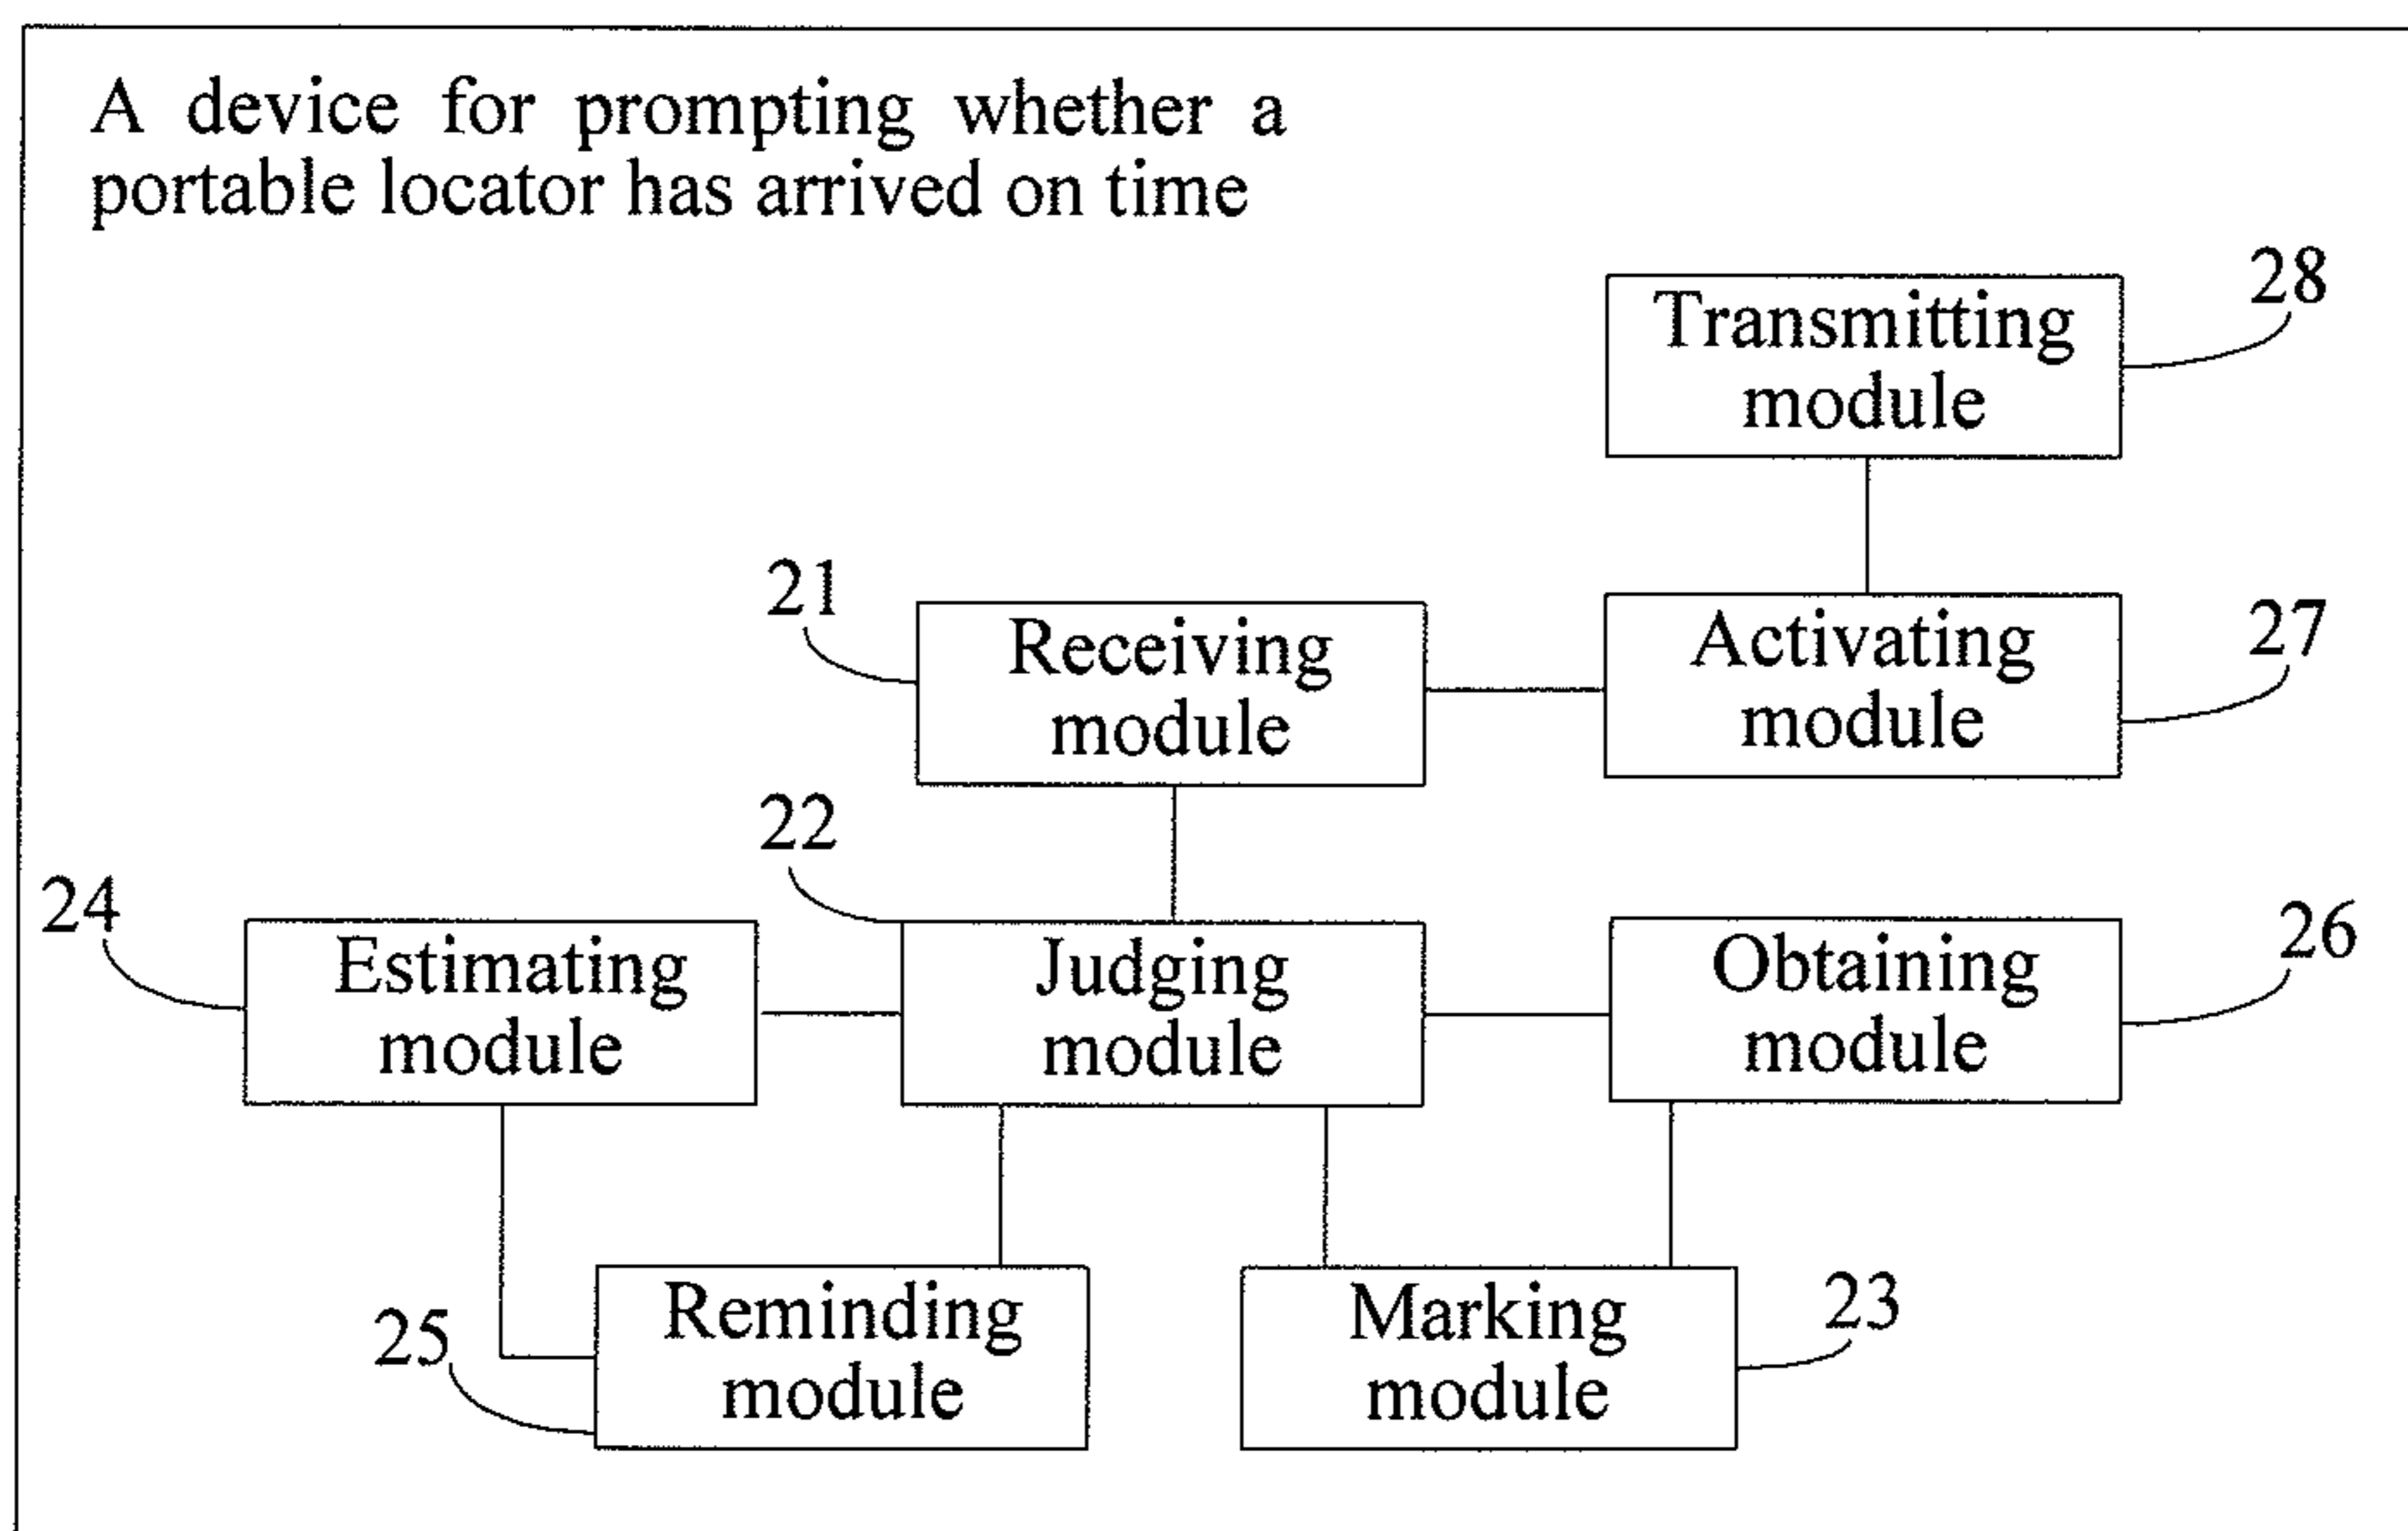 A device for prompting whether a
portable locator has arrived on time
28
Transmitting
module
21
Receiving
module
Activating
module
27
22
24
Estimating
module
Judging
module
Obtaining
module
26
25
Reminding
module
Marking
module
23